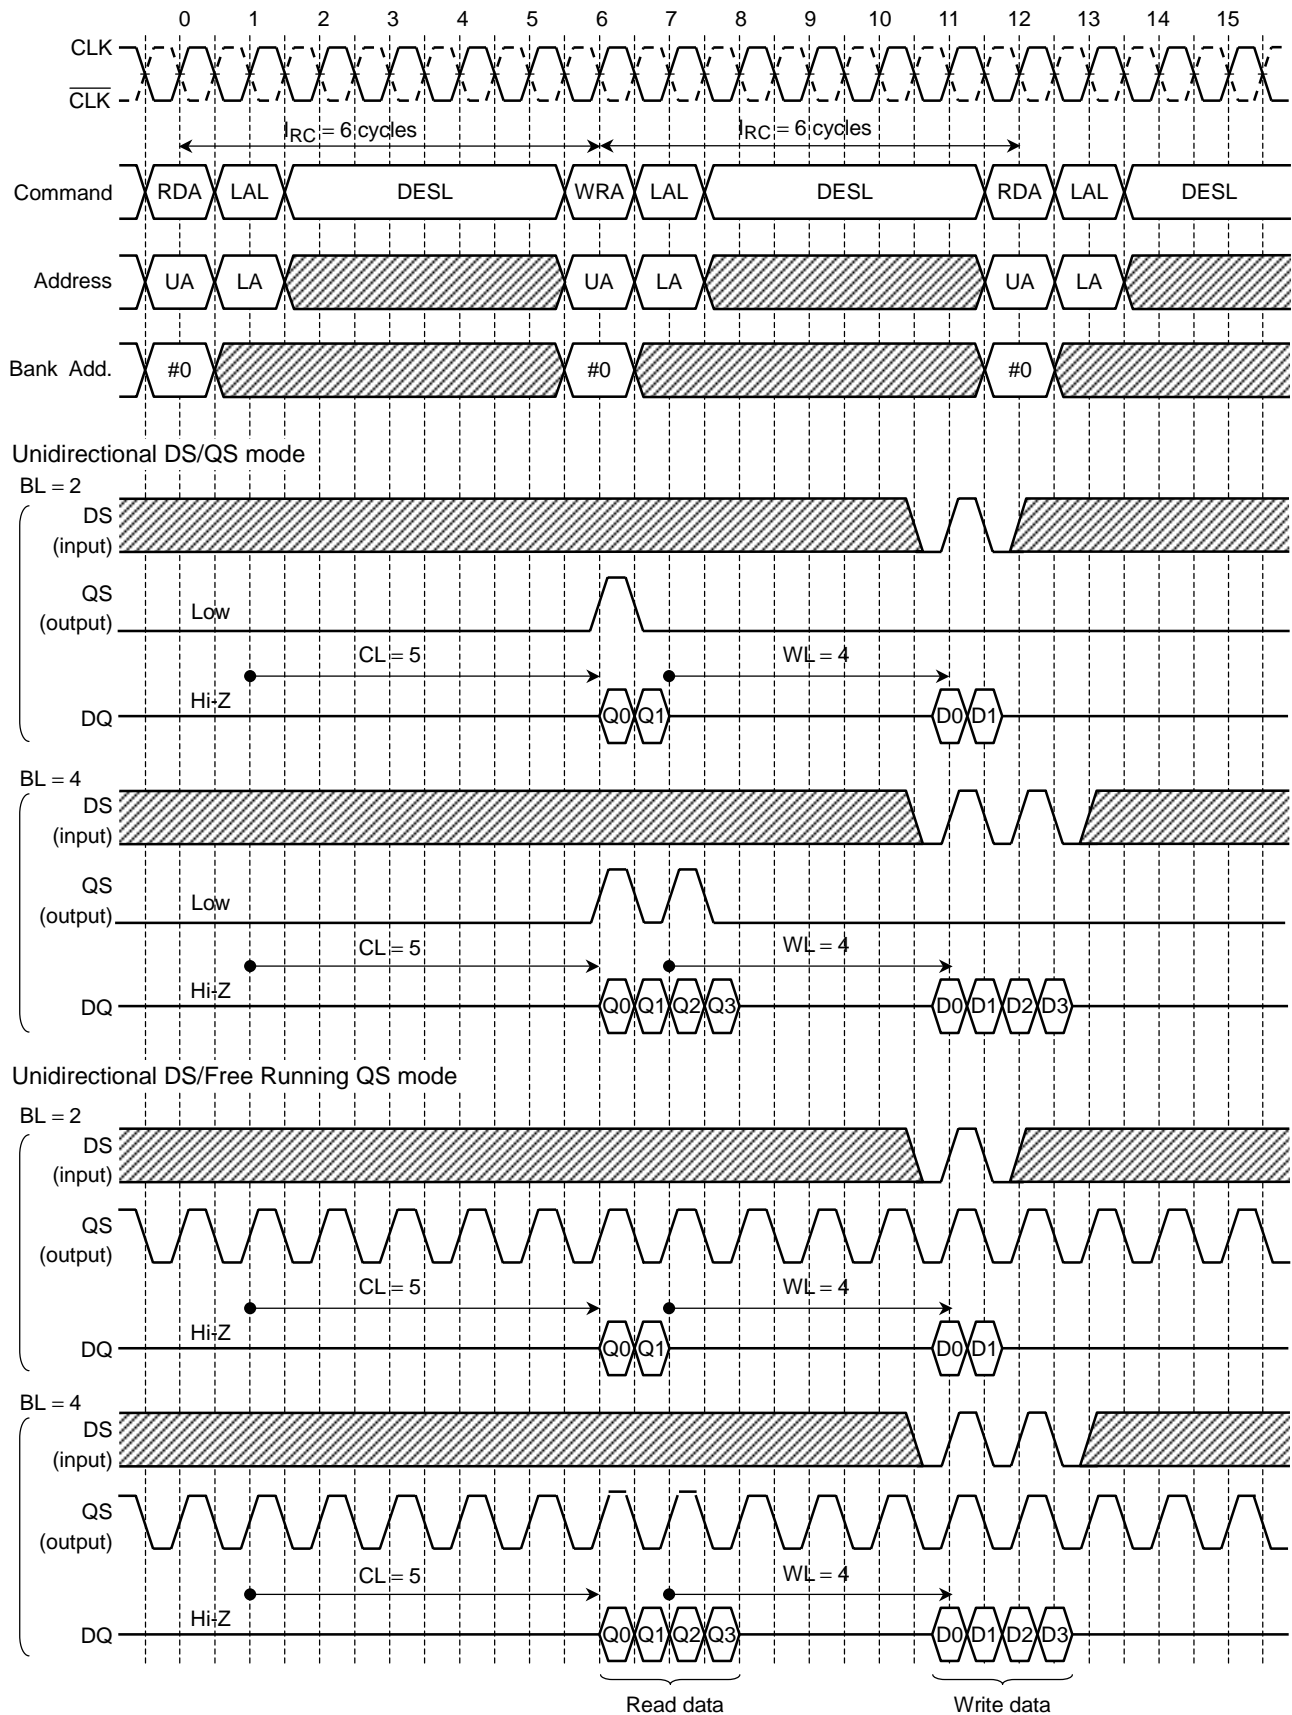 0 1 2 3 4 5 6 7 8 9 10 11 12 13 14 15
CLK
CLK
IRC = 6 cycles IRC = 6 cycles
Command RDA LAL DESL WRA LAL DESL RDA LAL DESL
Address UA LA UA LA UA LA
Bank Add. #0 #0 #0
Unidirectional DS/QS mode
BL = 2
DS
(input)
QS
(output) Low
CL = 5 WL = 4
DQ Hi-Z Q0 Q1 D0 D1
BL = 4
DS
(input)
QS
(output) Low
CL = 5 WL = 4
DQ Hi-Z Q0 Q1 Q2 Q3 D0 D1 D2 D3
Unidirectional DS/Free Running QS mode
BL = 2
DS
(input)
QS
(output)
CL = 5 WL = 4
DQ Hi-Z Q0 Q1 D0 D1
BL = 4
DS
(input)
QS
(output)
CL = 5 WL = 4
DQ Hi-Z Q0 Q1 Q2 Q3 D0 D1 D2 D3
Read data Write data